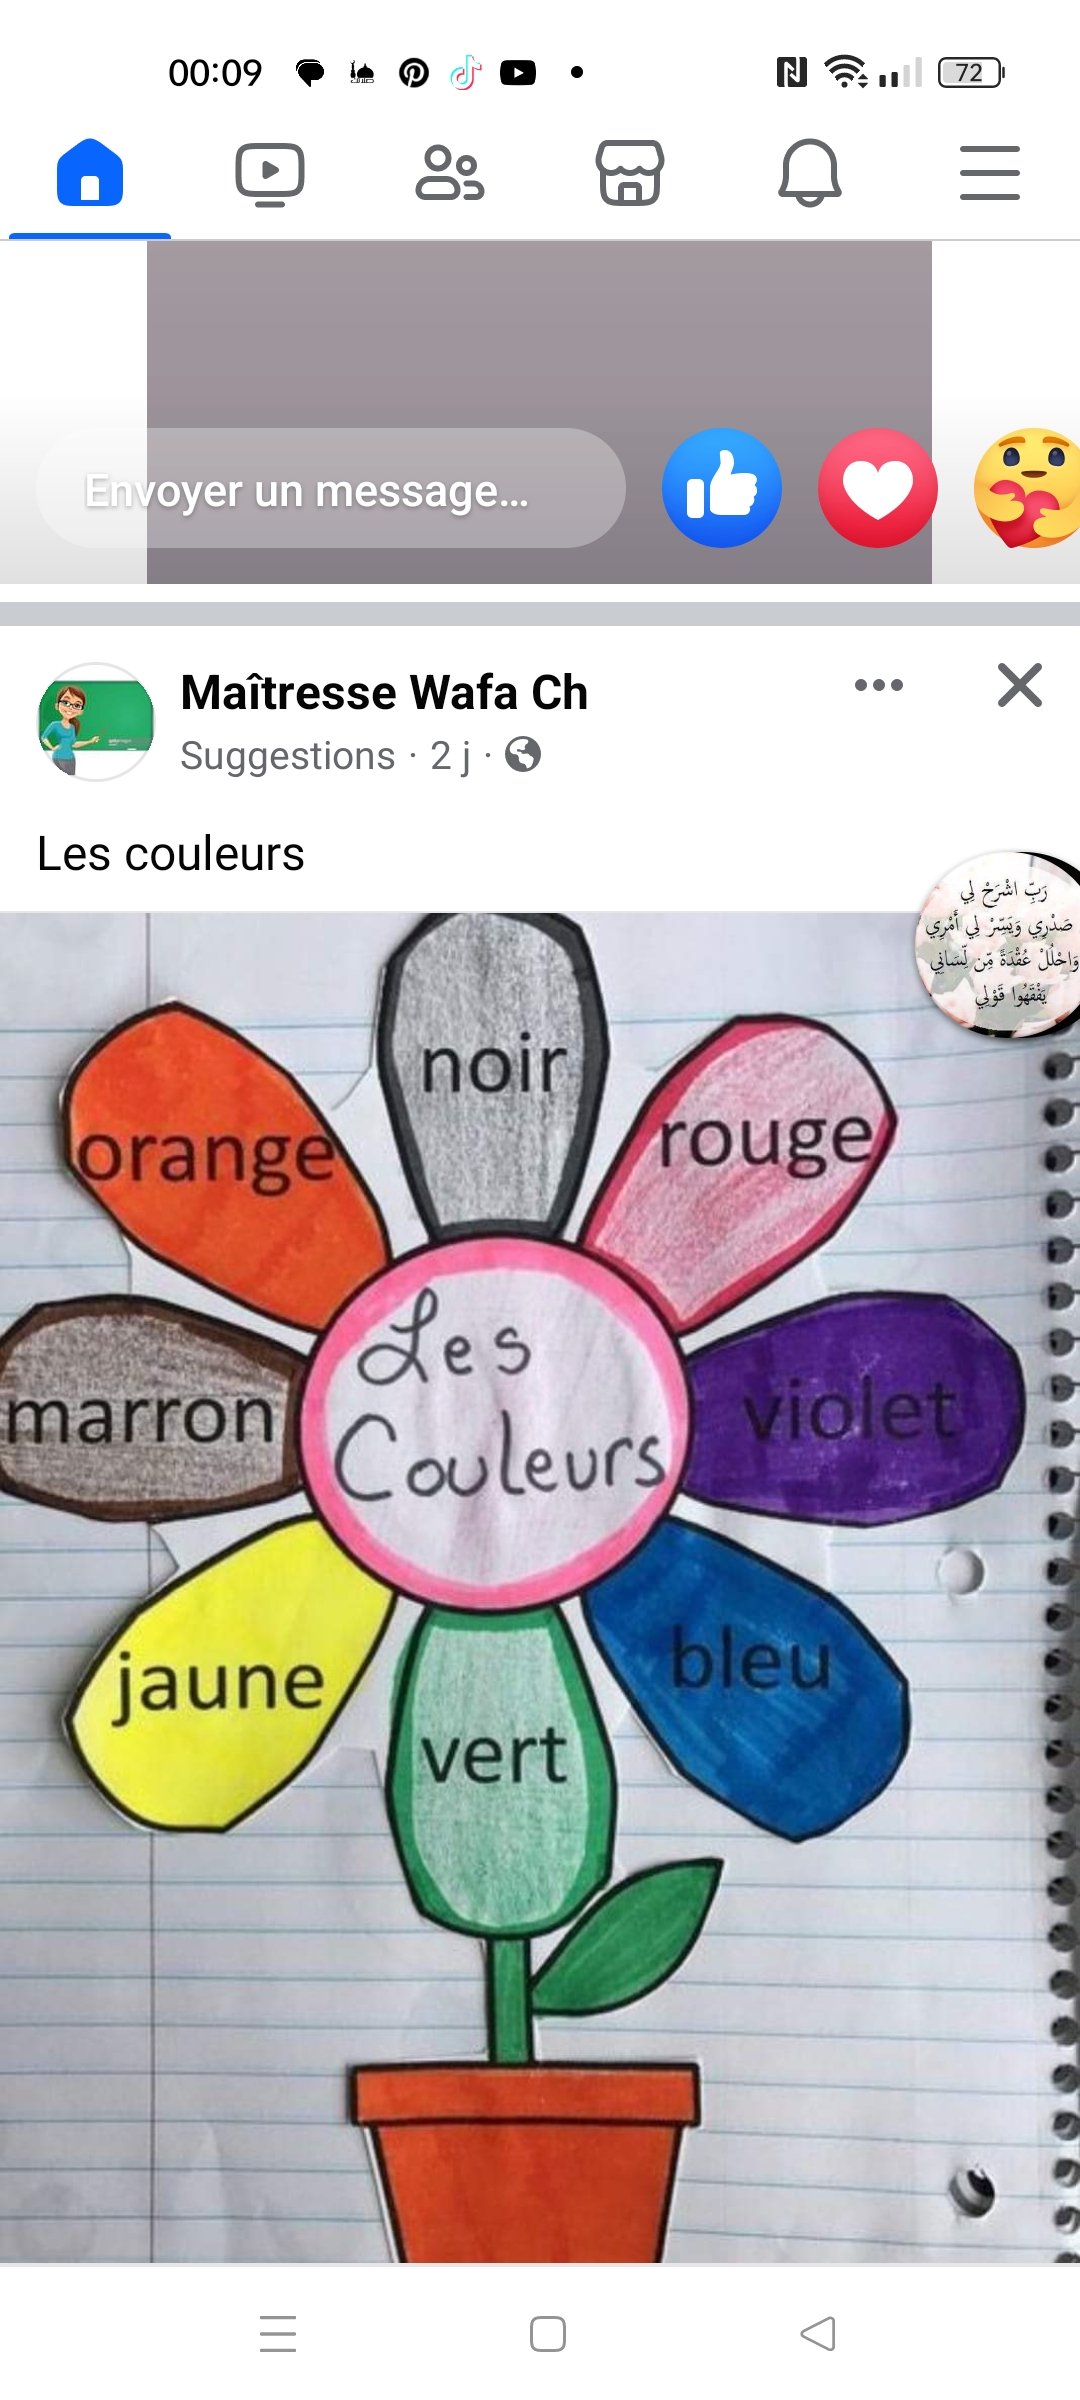 00:09
72
Envoyer un message...
Maîtresse Wafa Ch
Suggestions · 2 j ·
Les couleurs
رَبِّ اشْرَحْ لِي
صَدْرِي وَيَسِّرْ لِي أَمْرِي
وَاحْلُلْ عُقْدَةً مِّن لِّسَانِي
يَفْقَهُوا قَوْلِي
noir
orange
rouge
marron
Les
Couleurs
violet
jaune
bleu
vert